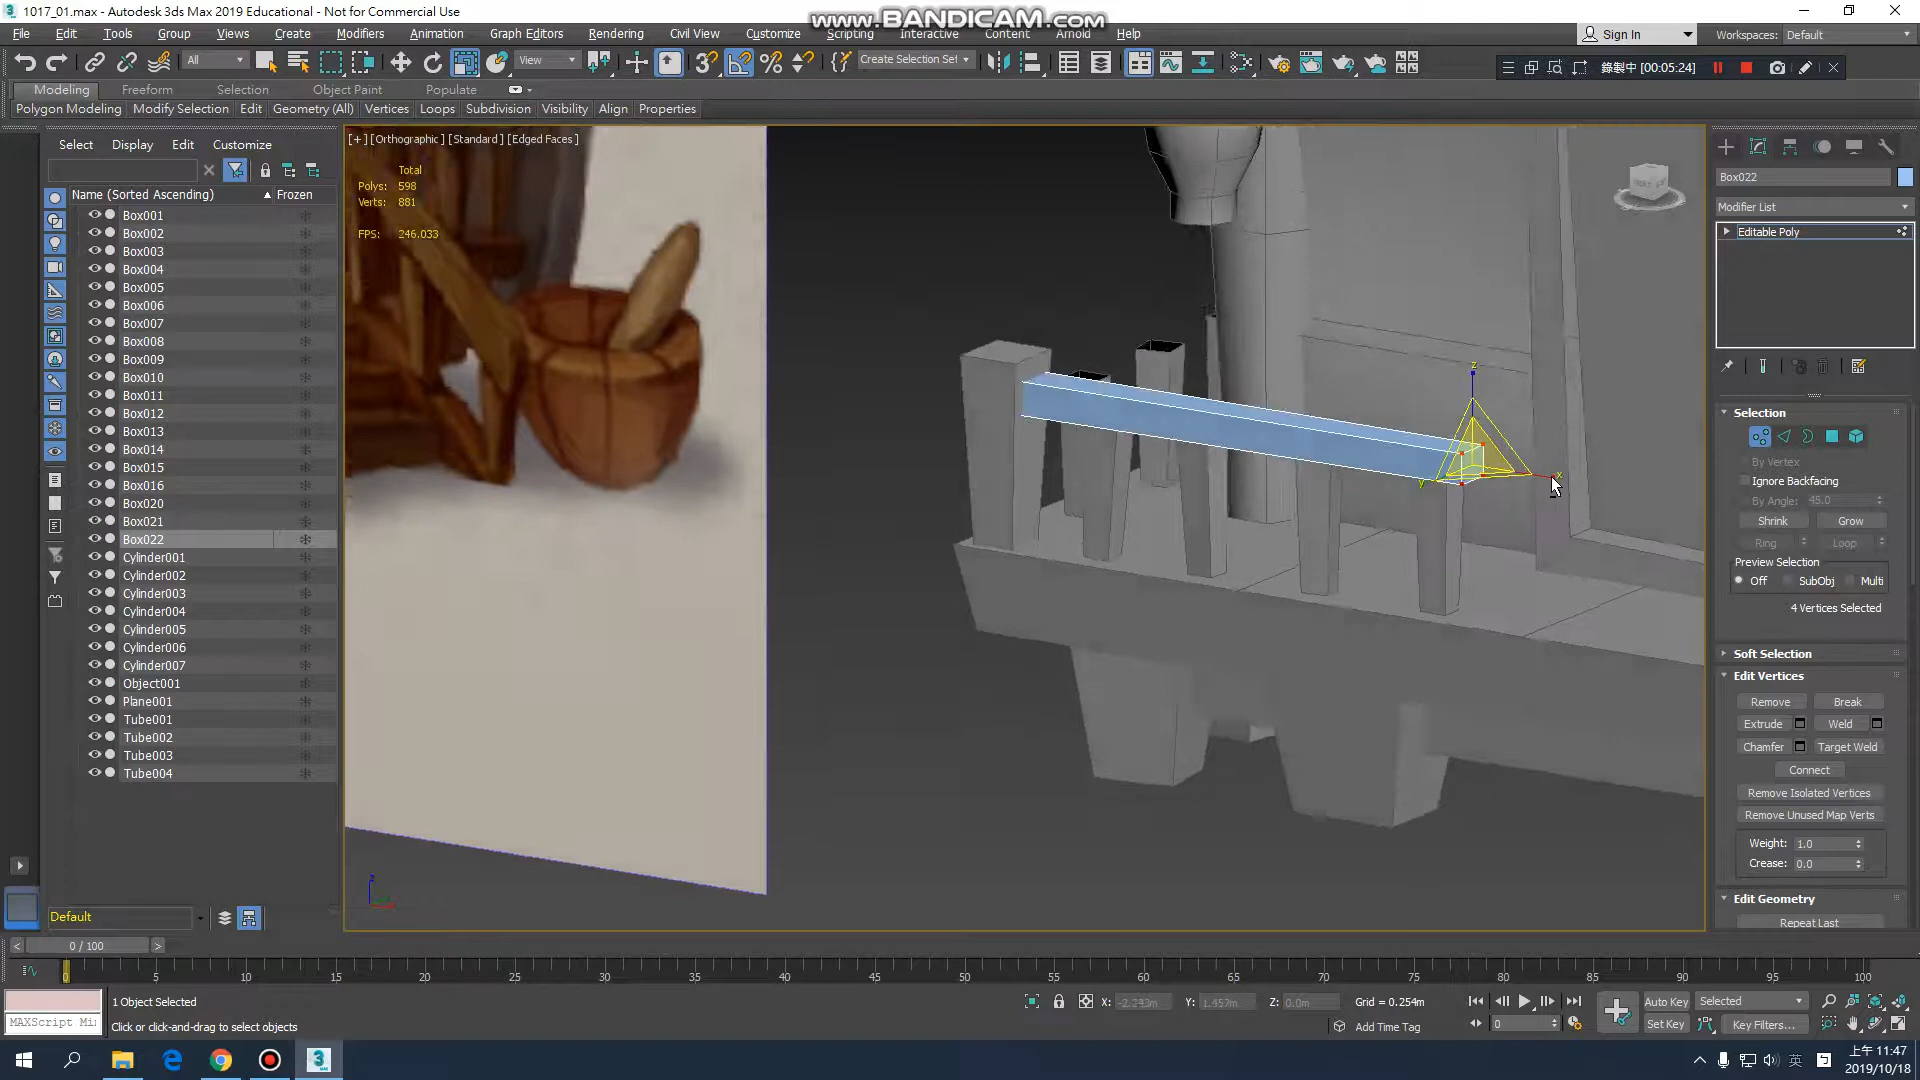 1017_01.max - Autodesk 3ds Max 2019 Educational - Not for Commercial Use
www.BANDICAM.com
File Edit Tools Group Views Create Modifiers Animation Graph Editors Rendering Civil View Customize Scripting Interactive Content Arnold Help
Sign In
Workspaces: Default
All
View
Create Selection Set
錄製中 [00:05:24]
Modeling Freeform Selection Object Paint Populate
Polygon Modeling Modify Selection Edit Geometry (All) Vertices Loops Subdivision Visibility Align Properties
Select Display Edit Customize
Name (Sorted Ascending) Frozen
Box001
Box002
Box003
Box004
Box005
Box006
Box007
Box008
Box009
Box010
Box011
Box012
Box013
Box014
Box015
Box016
Box020
Box021
Box022
Cylinder001
Cylinder002
Cylinder003
Cylinder004
Cylinder005
Cylinder006
Cylinder007
Object001
Plane001
Tube001
Tube002
Tube003
Tube004
Default
[+] [Orthographic] [Standard] [Edged Faces]
Total
Polys: 598
Verts: 881
FPS: 246.033
z
x
y
z
Box022
Modifier List
Editable Poly
Selection
By Vertex
Ignore Backfacing
By Angle: 45.0
Shrink Grow
Ring Loop
Preview Selection
Off SubObj Multi
4 Vertices Selected
Soft Selection
Edit Vertices
Remove Break
Extrude Weld
Chamfer Target Weld
Connect
Remove Isolated Vertices
Remove Unused Map Verts
Weight: 1.0
Crease: 0.0
Edit Geometry
Repeat Last
< 0 / 100 >
0 5 10 15 20 25 30 35 40 45 50 55 60 65 70 75 80 85 90 95 100
1 Object Selected
X: -2.293m Y: 1.457m Z: 0.0m Grid = 0.254m
Auto Key Selected
MAXScript Mi
Click or click-and-drag to select objects
Add Time Tag
0
Set Key Key Filters...
英
上午 11:47
2019/10/18